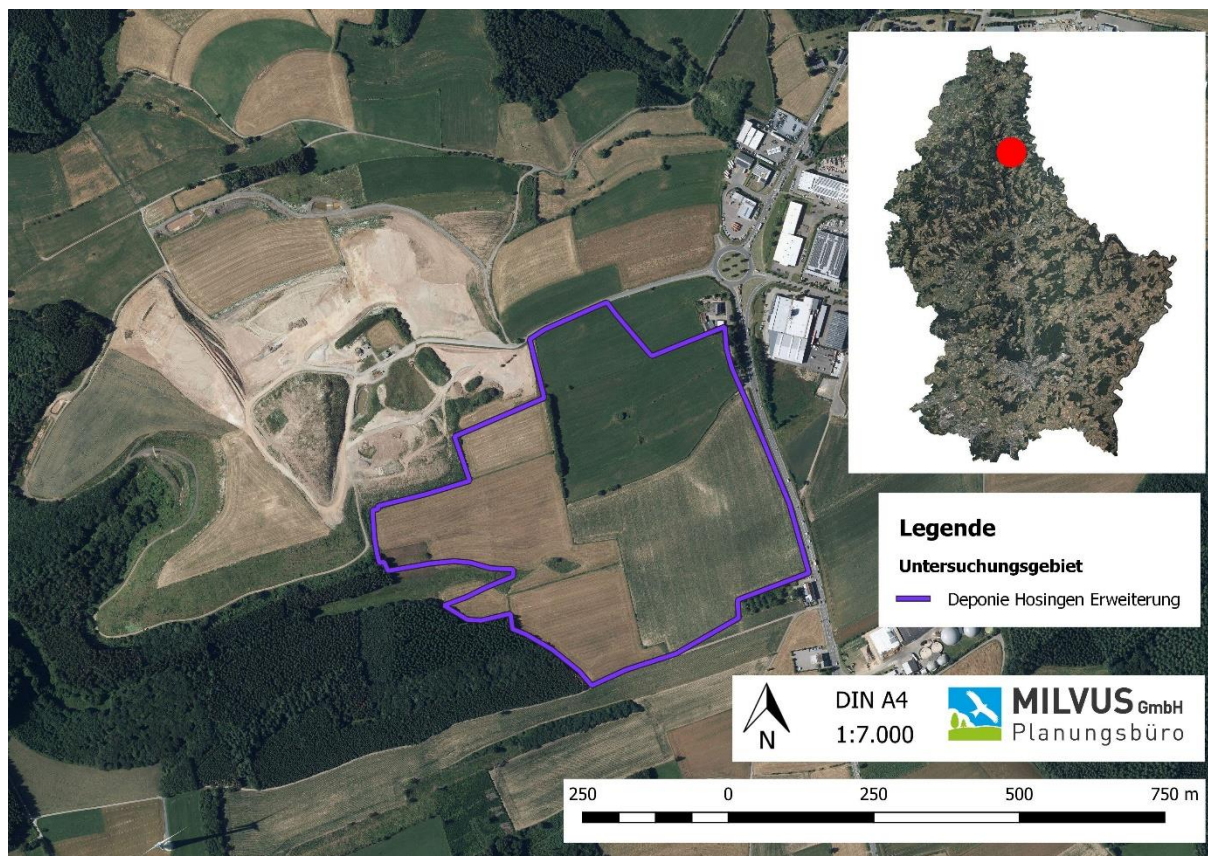 Legende
Untersuchungsgebiet
Deponie Hosingen Erweiterung
N
DIN A4
1:7.000
MILVUS GmbH
Planungsbüro
250 0 250 500 750 m